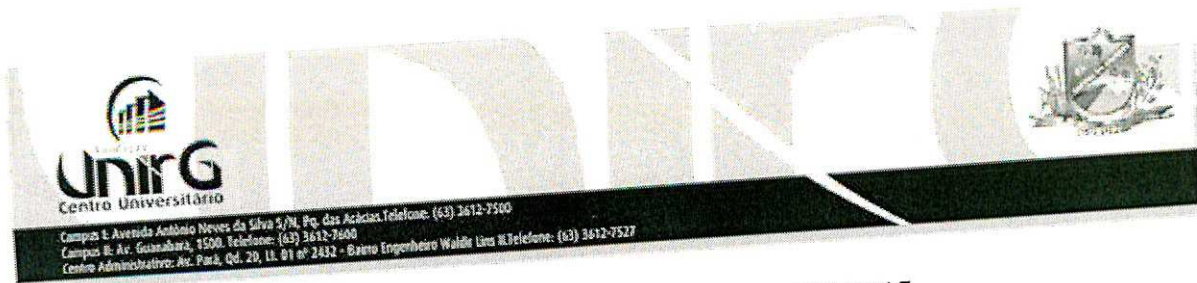 UnirG
Centro Universitário
Campus I: Avenida Antônio Neves da Silva S/N, Pq. das Acácias. Telefone: (63) 3612-7500
Campus II: Av. Guanabara, 1500. Telefone: (63) 3612-7600
Centro Administrativo: Av. Pará, Qd. 20, Lt. 01 nº 2432 - Bairro Engenheiro Waldir Lins II. Telefone: (63) 3612-7527